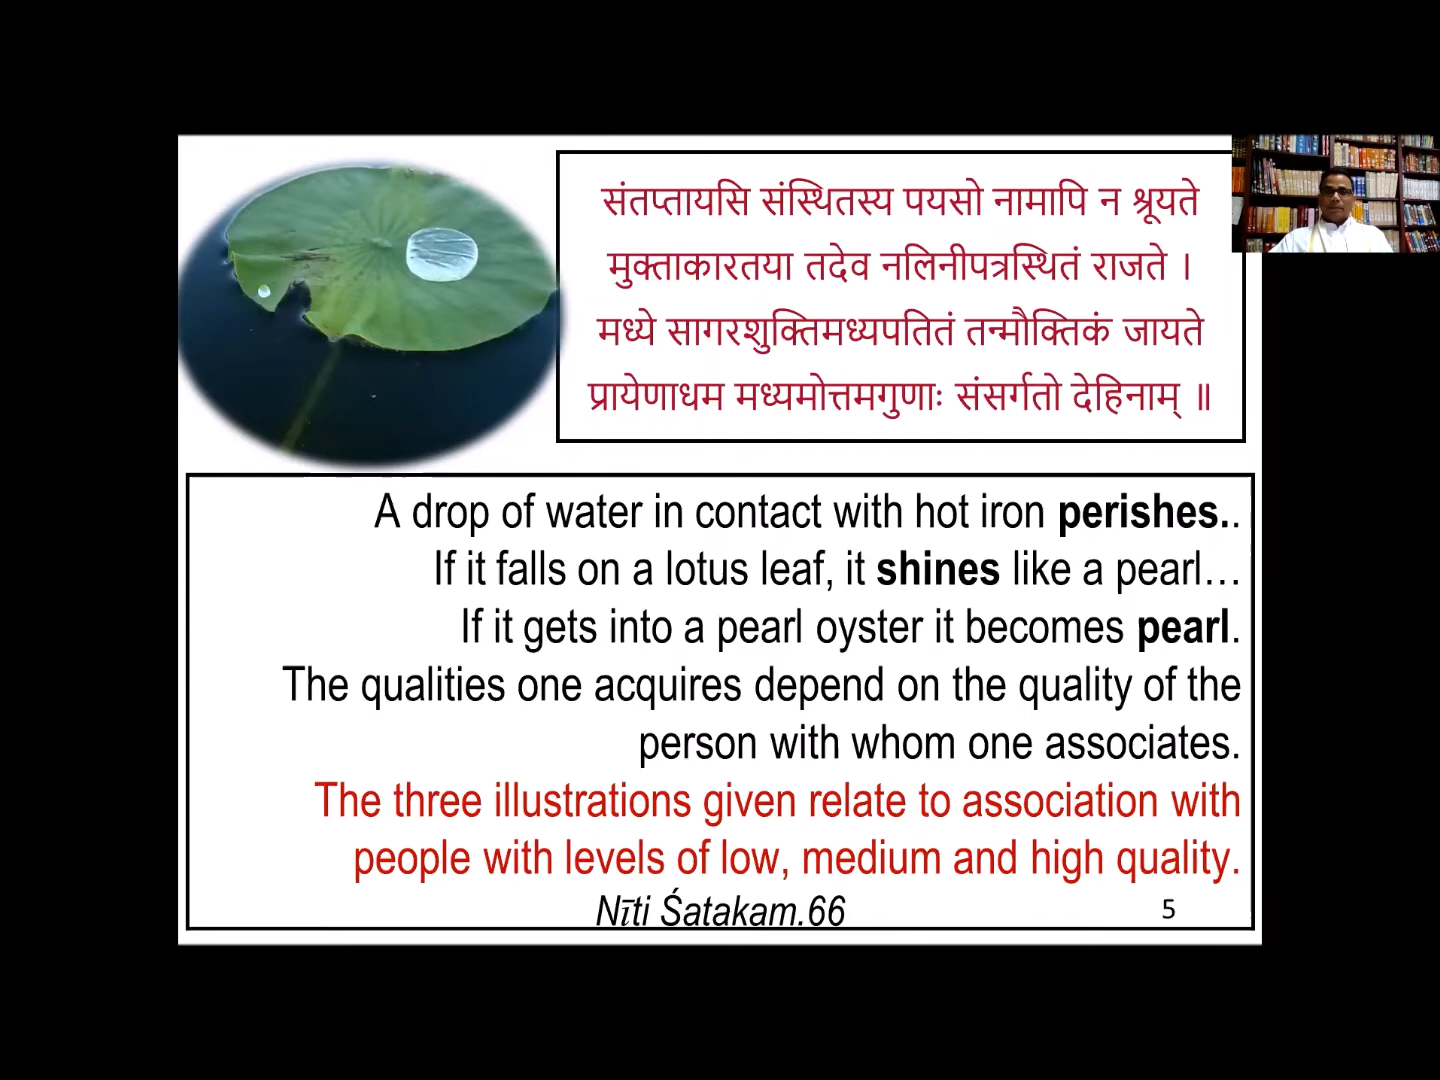 संतप्तायसि संस्थितस्य पयसो नामापि न श्रूयते
मुक्ताकारतया तदेव नलिनीपत्रस्थितं राजते ।
मध्ये सागरशुक्तिमध्यपतितं तन्मौक्तिकं जायते
प्रायेणाधम मध्यमोत्तमगुणाः संसर्गतो देहिनाम् ॥
A drop of water in contact with hot iron perishes..
If it falls on a lotus leaf, it shines like a pearl…
If it gets into a pearl oyster it becomes pearl.
The qualities one acquires depend on the quality of the
person with whom one associates.
The three illustrations given relate to association with
people with levels of low, medium and high quality.
Nīti Śatakam.66
5